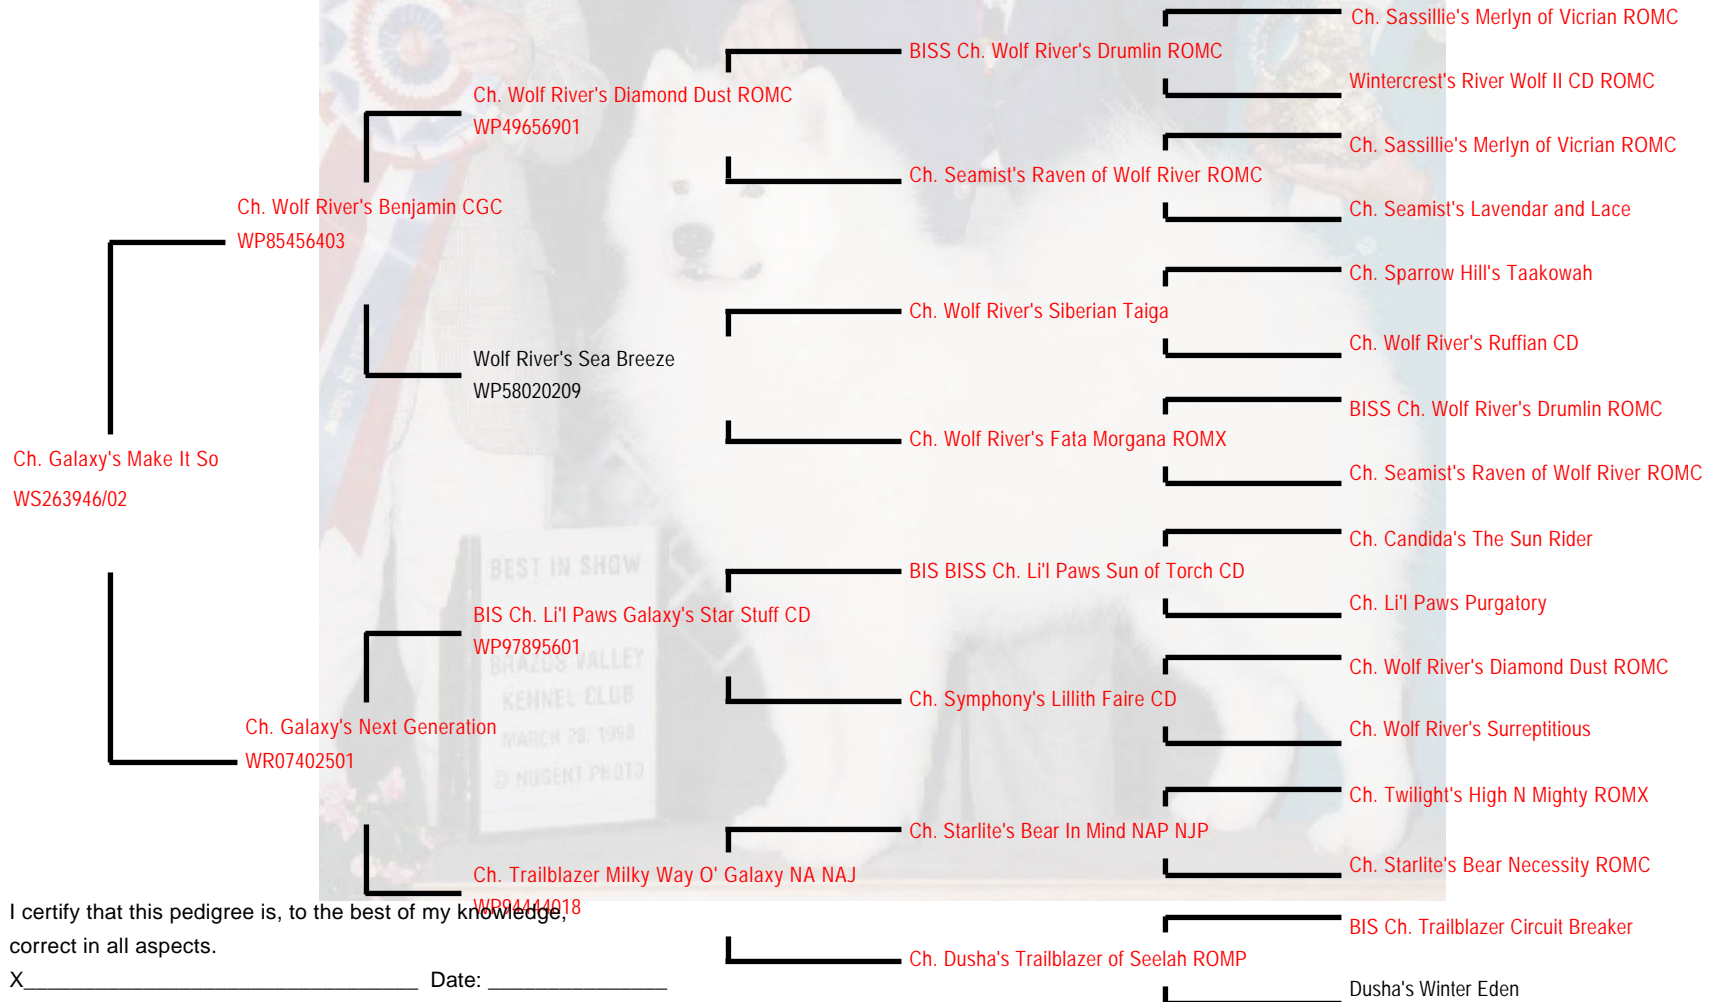 Ch. Sassillie's Merlyn of Vicrian ROMC
BISS Ch. Wolf River's Drumlin ROMC
Wintercrest's River Wolf II CD ROMC
Ch. Wolf River's Diamond Dust ROMC
WP49656901
Ch. Sassillie's Merlyn of Vicrian ROMC
Ch. Seamist's Raven of Wolf River ROMC
Ch. Seamist's Lavendar and Lace
Ch. Wolf River's Benjamin CGC
WP85456403
Ch. Sparrow Hill's Taakowah
Ch. Wolf River's Siberian Taiga
Ch. Wolf River's Ruffian CD
Wolf River's Sea Breeze
WP58020209
BISS Ch. Wolf River's Drumlin ROMC
Ch. Wolf River's Fata Morgana ROMX
Ch. Seamist's Raven of Wolf River ROMC
Ch. Galaxy's Make It So
WS263946/02
Ch. Candida's The Sun Rider
BIS BISS Ch. Li'l Paws Sun of Torch CD
Ch. Li'l Paws Purgatory
BIS Ch. Li'l Paws Galaxy's Star Stuff CD
WP97895601
Ch. Wolf River's Diamond Dust ROMC
Ch. Symphony's Lillith Faire CD
Ch. Wolf River's Surreptitious
Ch. Galaxy's Next Generation
WR07402501
Ch. Twilight's High N Mighty ROMX
Ch. Starlite's Bear In Mind NAP NJP
Ch. Starlite's Bear Necessity ROMC
Ch. Trailblazer Milky Way O' Galaxy NA NAJ
WP94444018
BIS Ch. Trailblazer Circuit Breaker
Ch. Dusha's Trailblazer of Seelah ROMP
Dusha's Winter Eden
BEST IN SHOW
BRAZOS VALLEY
KENNEL CLUB
MARCH 28, 1998
© NUGENT PHOTO
I certify that this pedigree is, to the best of my knowledge,
correct in all aspects.
X_________________________________ Date: _______________